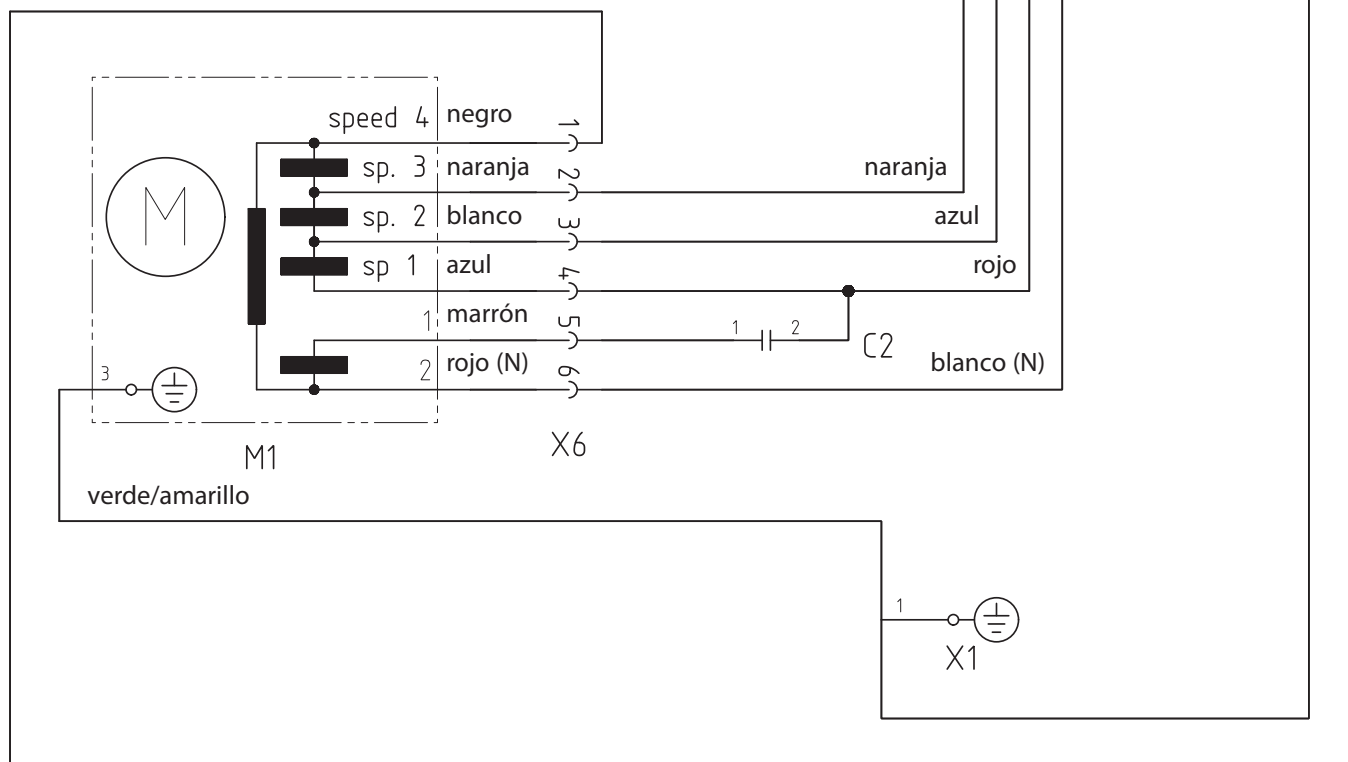 speed 4 negro 1
sp. 3 naranja 2 naranja
sp. 2 blanco 3 azul
sp 1 azul 4 rojo
1 marrón 5 1 2 C2
2 rojo (N) 6 blanco (N)
M
3
M1 X6
verde/amarillo
1
X1